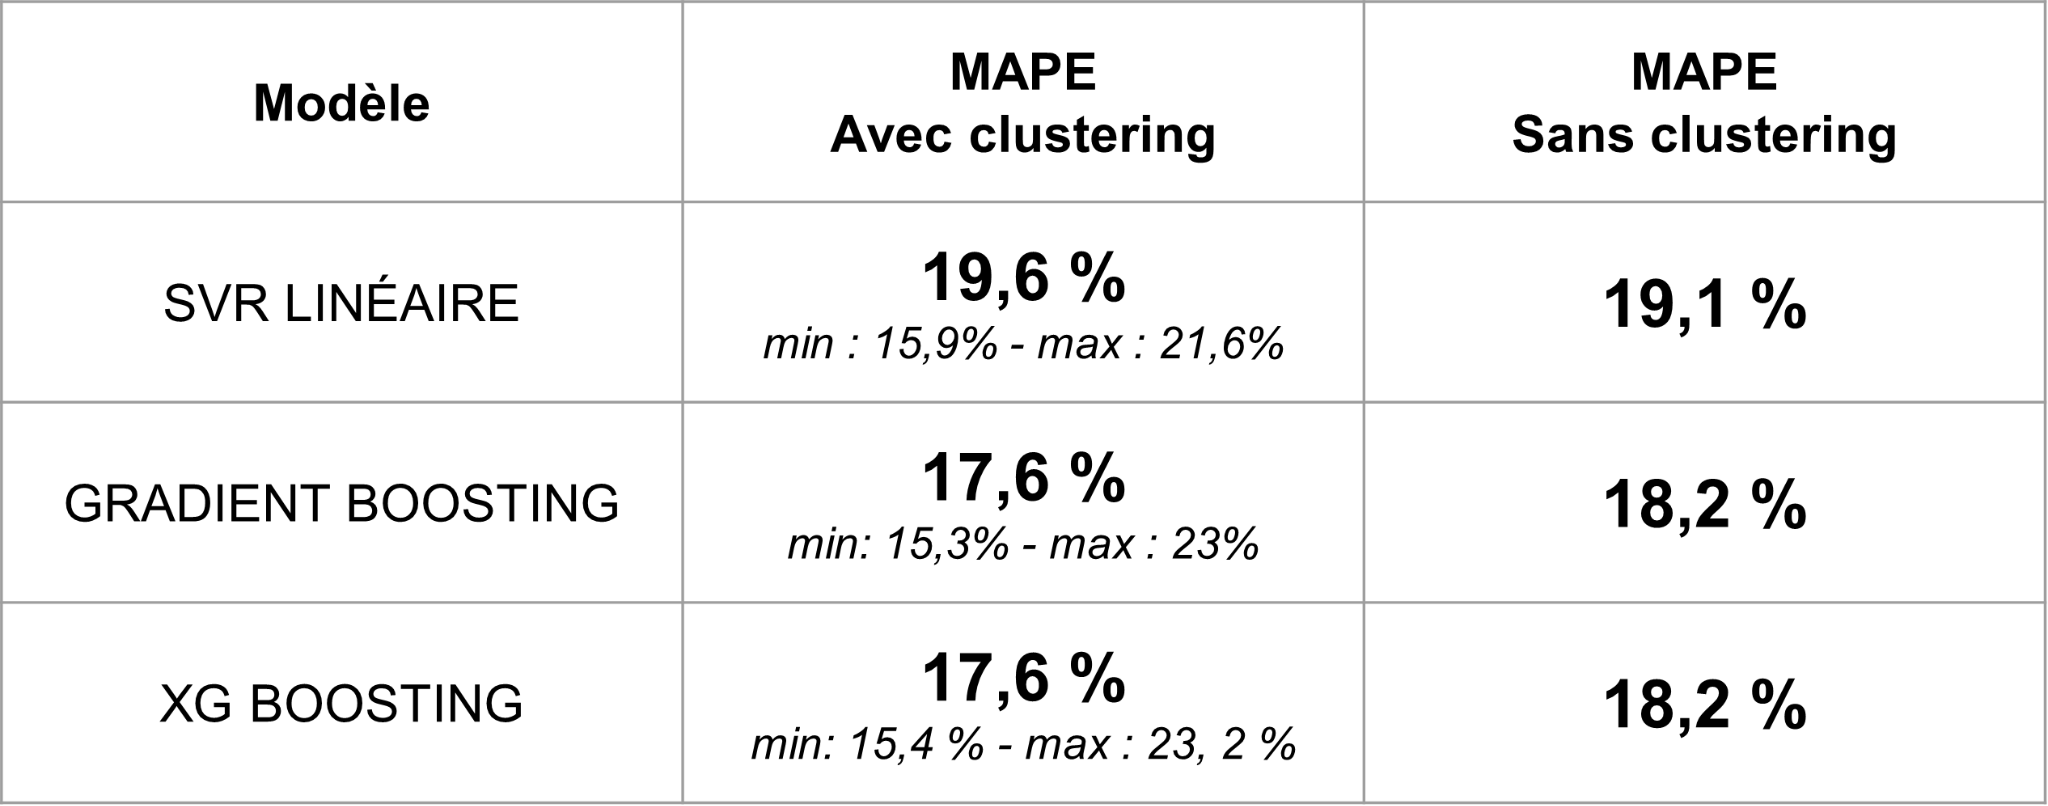 Modèle
MAPE
Avec clustering
MAPE
Sans clustering
SVR LINÉAIRE
19,6 %
min : 15,9% - max : 21,6%
19,1 %
GRADIENT BOOSTING
17,6 %
min: 15,3% - max : 23%
18,2 %
XG BOOSTING
17,6 %
min: 15,4 % - max : 23, 2 %
18,2 %